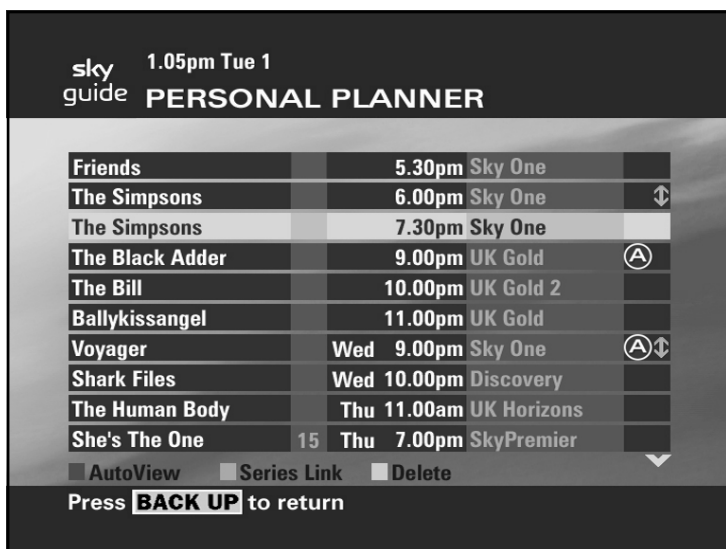 sky
guide
1.05pm Tue 1
PERSONAL PLANNER
Friends 5.30pm Sky One
The Simpsons 6.00pm Sky One
The Simpsons 7.30pm Sky One
The Black Adder 9.00pm UK Gold A
The Bill 10.00pm UK Gold 2
Ballykissangel 11.00pm UK Gold
Voyager Wed 9.00pm Sky One A
Shark Files Wed 10.00pm Discovery
The Human Body Thu 11.00am UK Horizons
She's The One 15 Thu 7.00pm SkyPremier
AutoView Series Link Delete
Press BACK UP to return